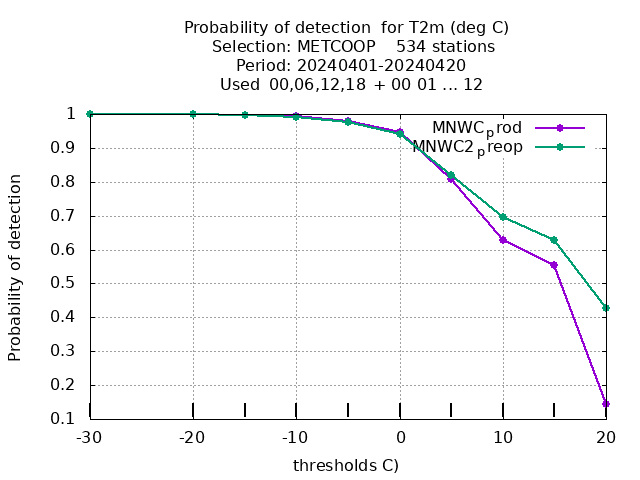 Probability of detection for T2m (deg C)
Selection: METCOOP 534 stations
Period: 20240401-20240420
Used 00,06,12,18 + 00 01 ... 12
MNWCprod
MNWC2preop
Probability of detection
1
0.9
0.8
0.7
0.6
0.5
0.4
0.3
0.2
0.1
-30 -20 -10 0 10 20
thresholds C)